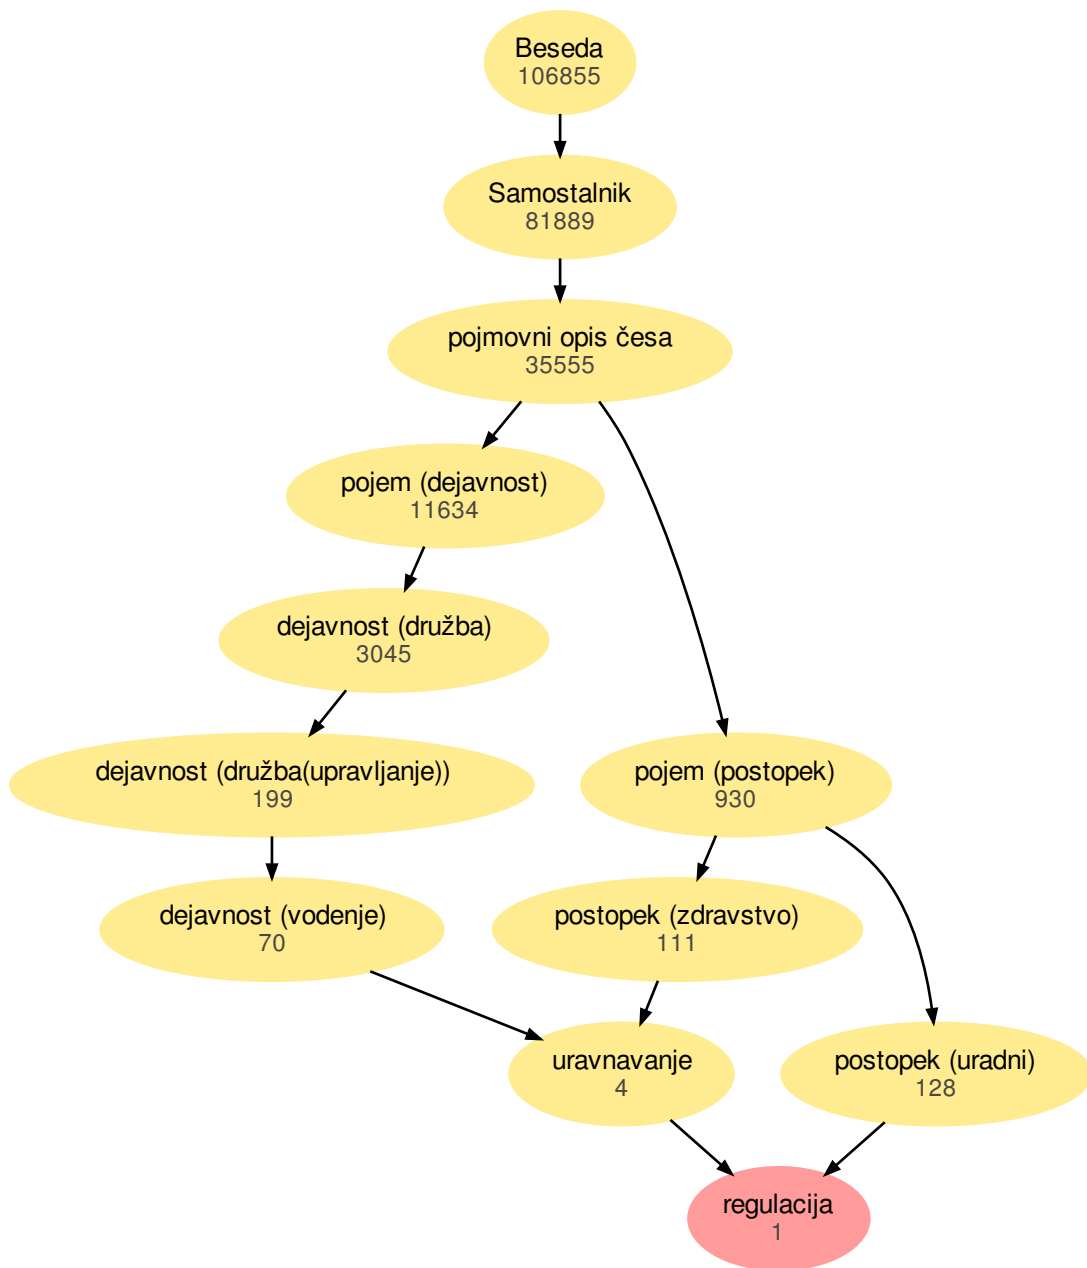 Beseda
106855
Samostalnik
81889
pojmovni opis česa
35555
pojem (dejavnost)
11634
dejavnost (družba)
3045
dejavnost (družba(upravljanje))
199
pojem (postopek)
930
dejavnost (vodenje)
70
postopek (zdravstvo)
111
uravnavanje
4
postopek (uradni)
128
regulacija
1